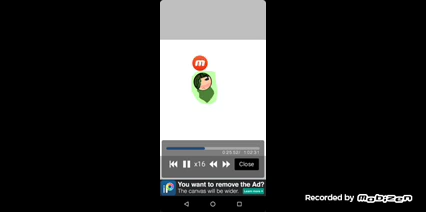 m
x16
Close
You want to remove the Ad?
The canvas will be wider.
Recorded by Mobizen